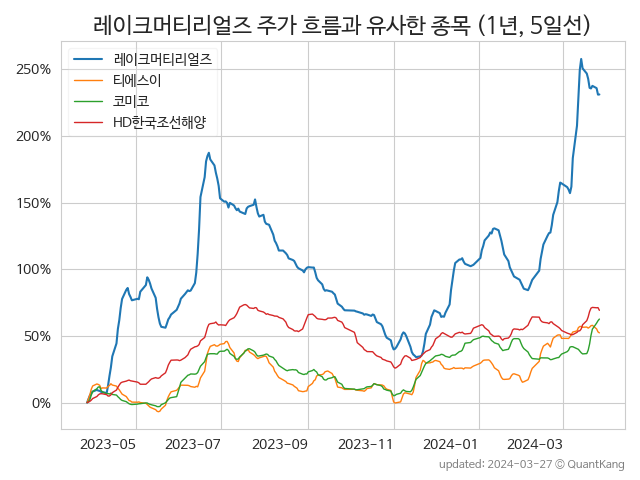 레이크머티리얼즈 주가 흐름과 유사한 종목 (1년, 5일선)
레이크머티리얼즈
티에스이
코미코
HD한국조선해양
250%
200%
150%
100%
50%
0%
2023-05 2023-07 2023-09 2023-11 2024-01 2024-03
updated: 2024-03-27 © QuantKang